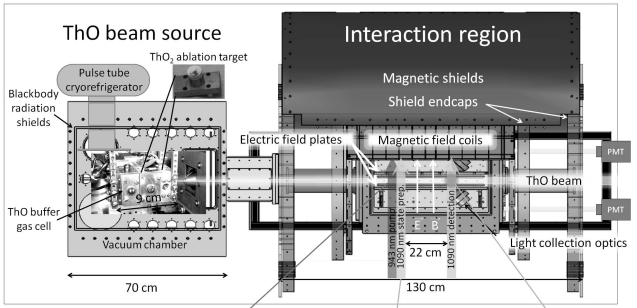 ThO beam source
Interaction region
ThO₂ ablation target
Pulse tube
cryorefrigerator
Blackbody
radiation
shields
Magnetic shields
Shield endcaps
Electric field plates
Magnetic field coils
PMT
9 cm
ThO beam
ThO buffer
gas cell
Vacuum chamber
943 nm pump
1090 nm state prep.
E
B
1090 nm detection
PMT
Light collection optics
22 cm
70 cm
130 cm